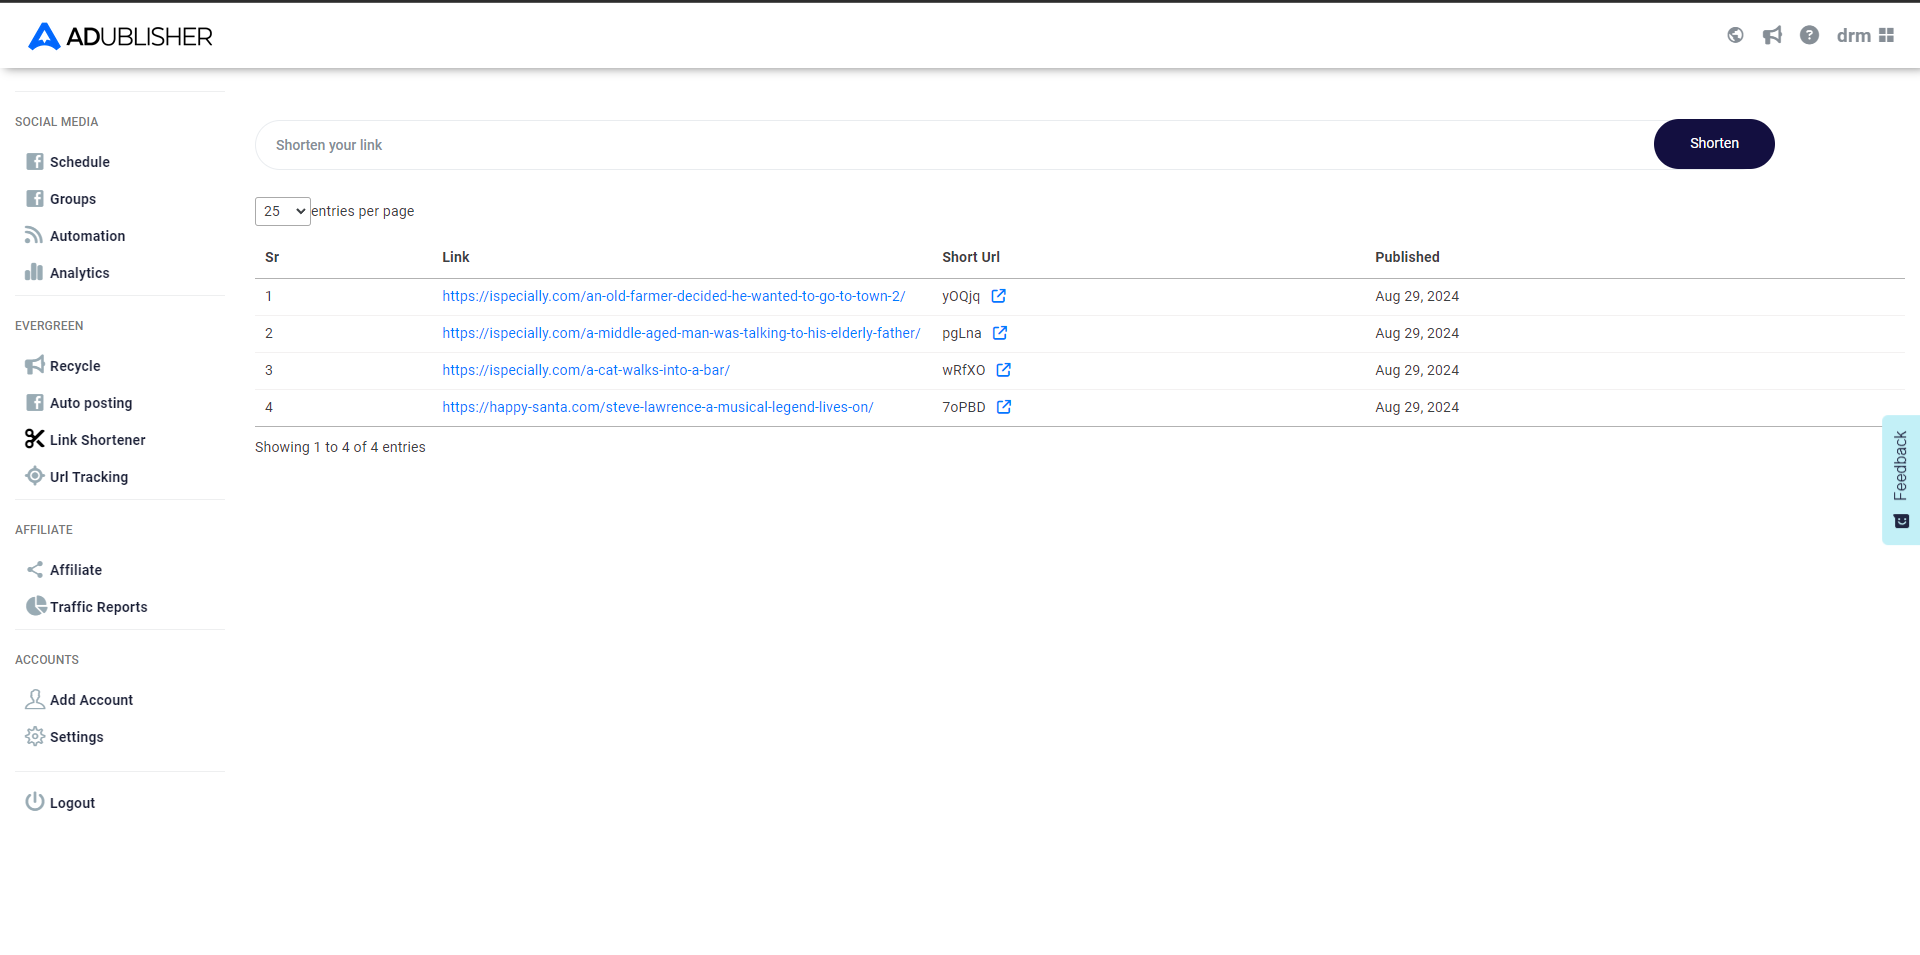 ADUBLISHER
drm
SOCIAL MEDIA
Schedule
Groups
Automation
Analytics
EVERGREEN
Recycle
Auto posting
Link Shortener
Url Tracking
AFFILIATE
Affiliate
Traffic Reports
ACCOUNTS
Add Account
Settings
Logout
Shorten your link
Shorten
25 entries per page
Sr Link Short Url Published
1 https://ispecially.com/an-old-farmer-decided-he-wanted-to-go-to-town-2/ yOQjq Aug 29, 2024
2 https://ispecially.com/a-middle-aged-man-was-talking-to-his-elderly-father/ pgLna Aug 29, 2024
3 https://ispecially.com/a-cat-walks-into-a-bar/ wRfXO Aug 29, 2024
4 https://happy-santa.com/steve-lawrence-a-musical-legend-lives-on/ 7oPBD Aug 29, 2024
Showing 1 to 4 of 4 entries
Feedback